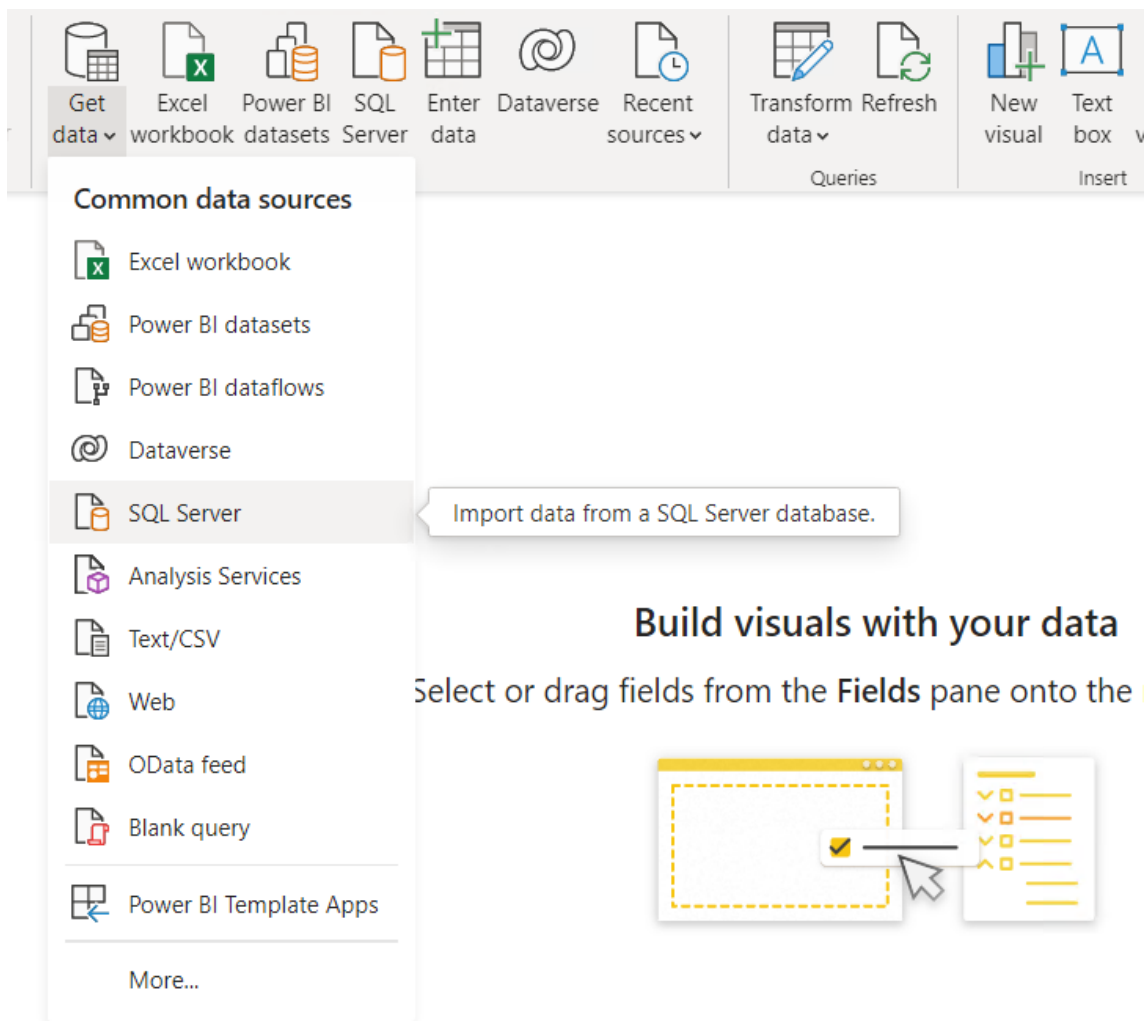 Get data
Excel workbook
Power BI datasets
SQL Server
Enter data
Dataverse
Recent sources
Transform data
Refresh
New visual
Text box
Queries
Insert
Common data sources
Excel workbook
Power BI datasets
Power BI dataflows
Dataverse
SQL Server
Import data from a SQL Server database.
Analysis Services
Text/CSV
Build visuals with your data
Web
Select or drag fields from the Fields pane onto the
OData feed
Blank query
Power BI Template Apps
More...